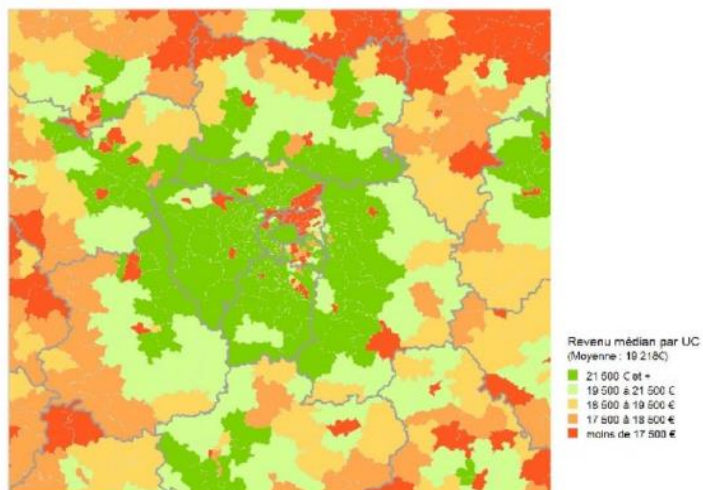 Revenu médian par UC
(Moyenne : 19 218€)
21 500 € et +
19 500 à 21 500 €
18 500 à 19 500 €
17 500 à 18 500 €
moins de 17 500 €